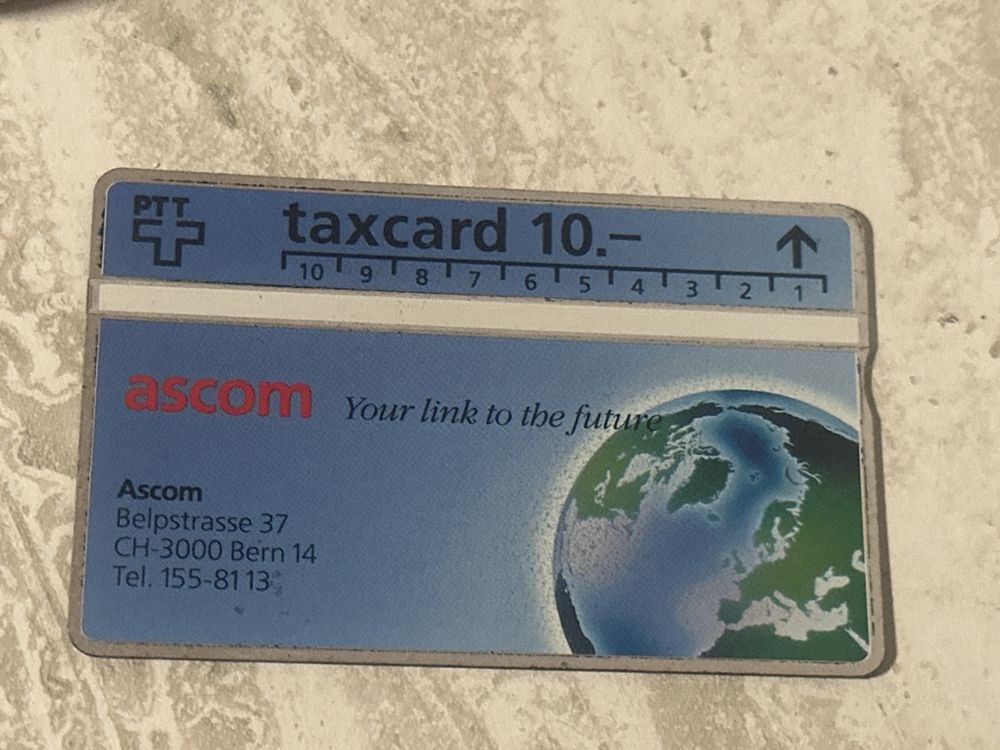 PTT
taxcard 10.–
10 9 8 7 6 5 4 3 2 1
ascom Your link to the future
Ascom
Belpstrasse 37
CH-3000 Bern 14
Tel. 155-81 13